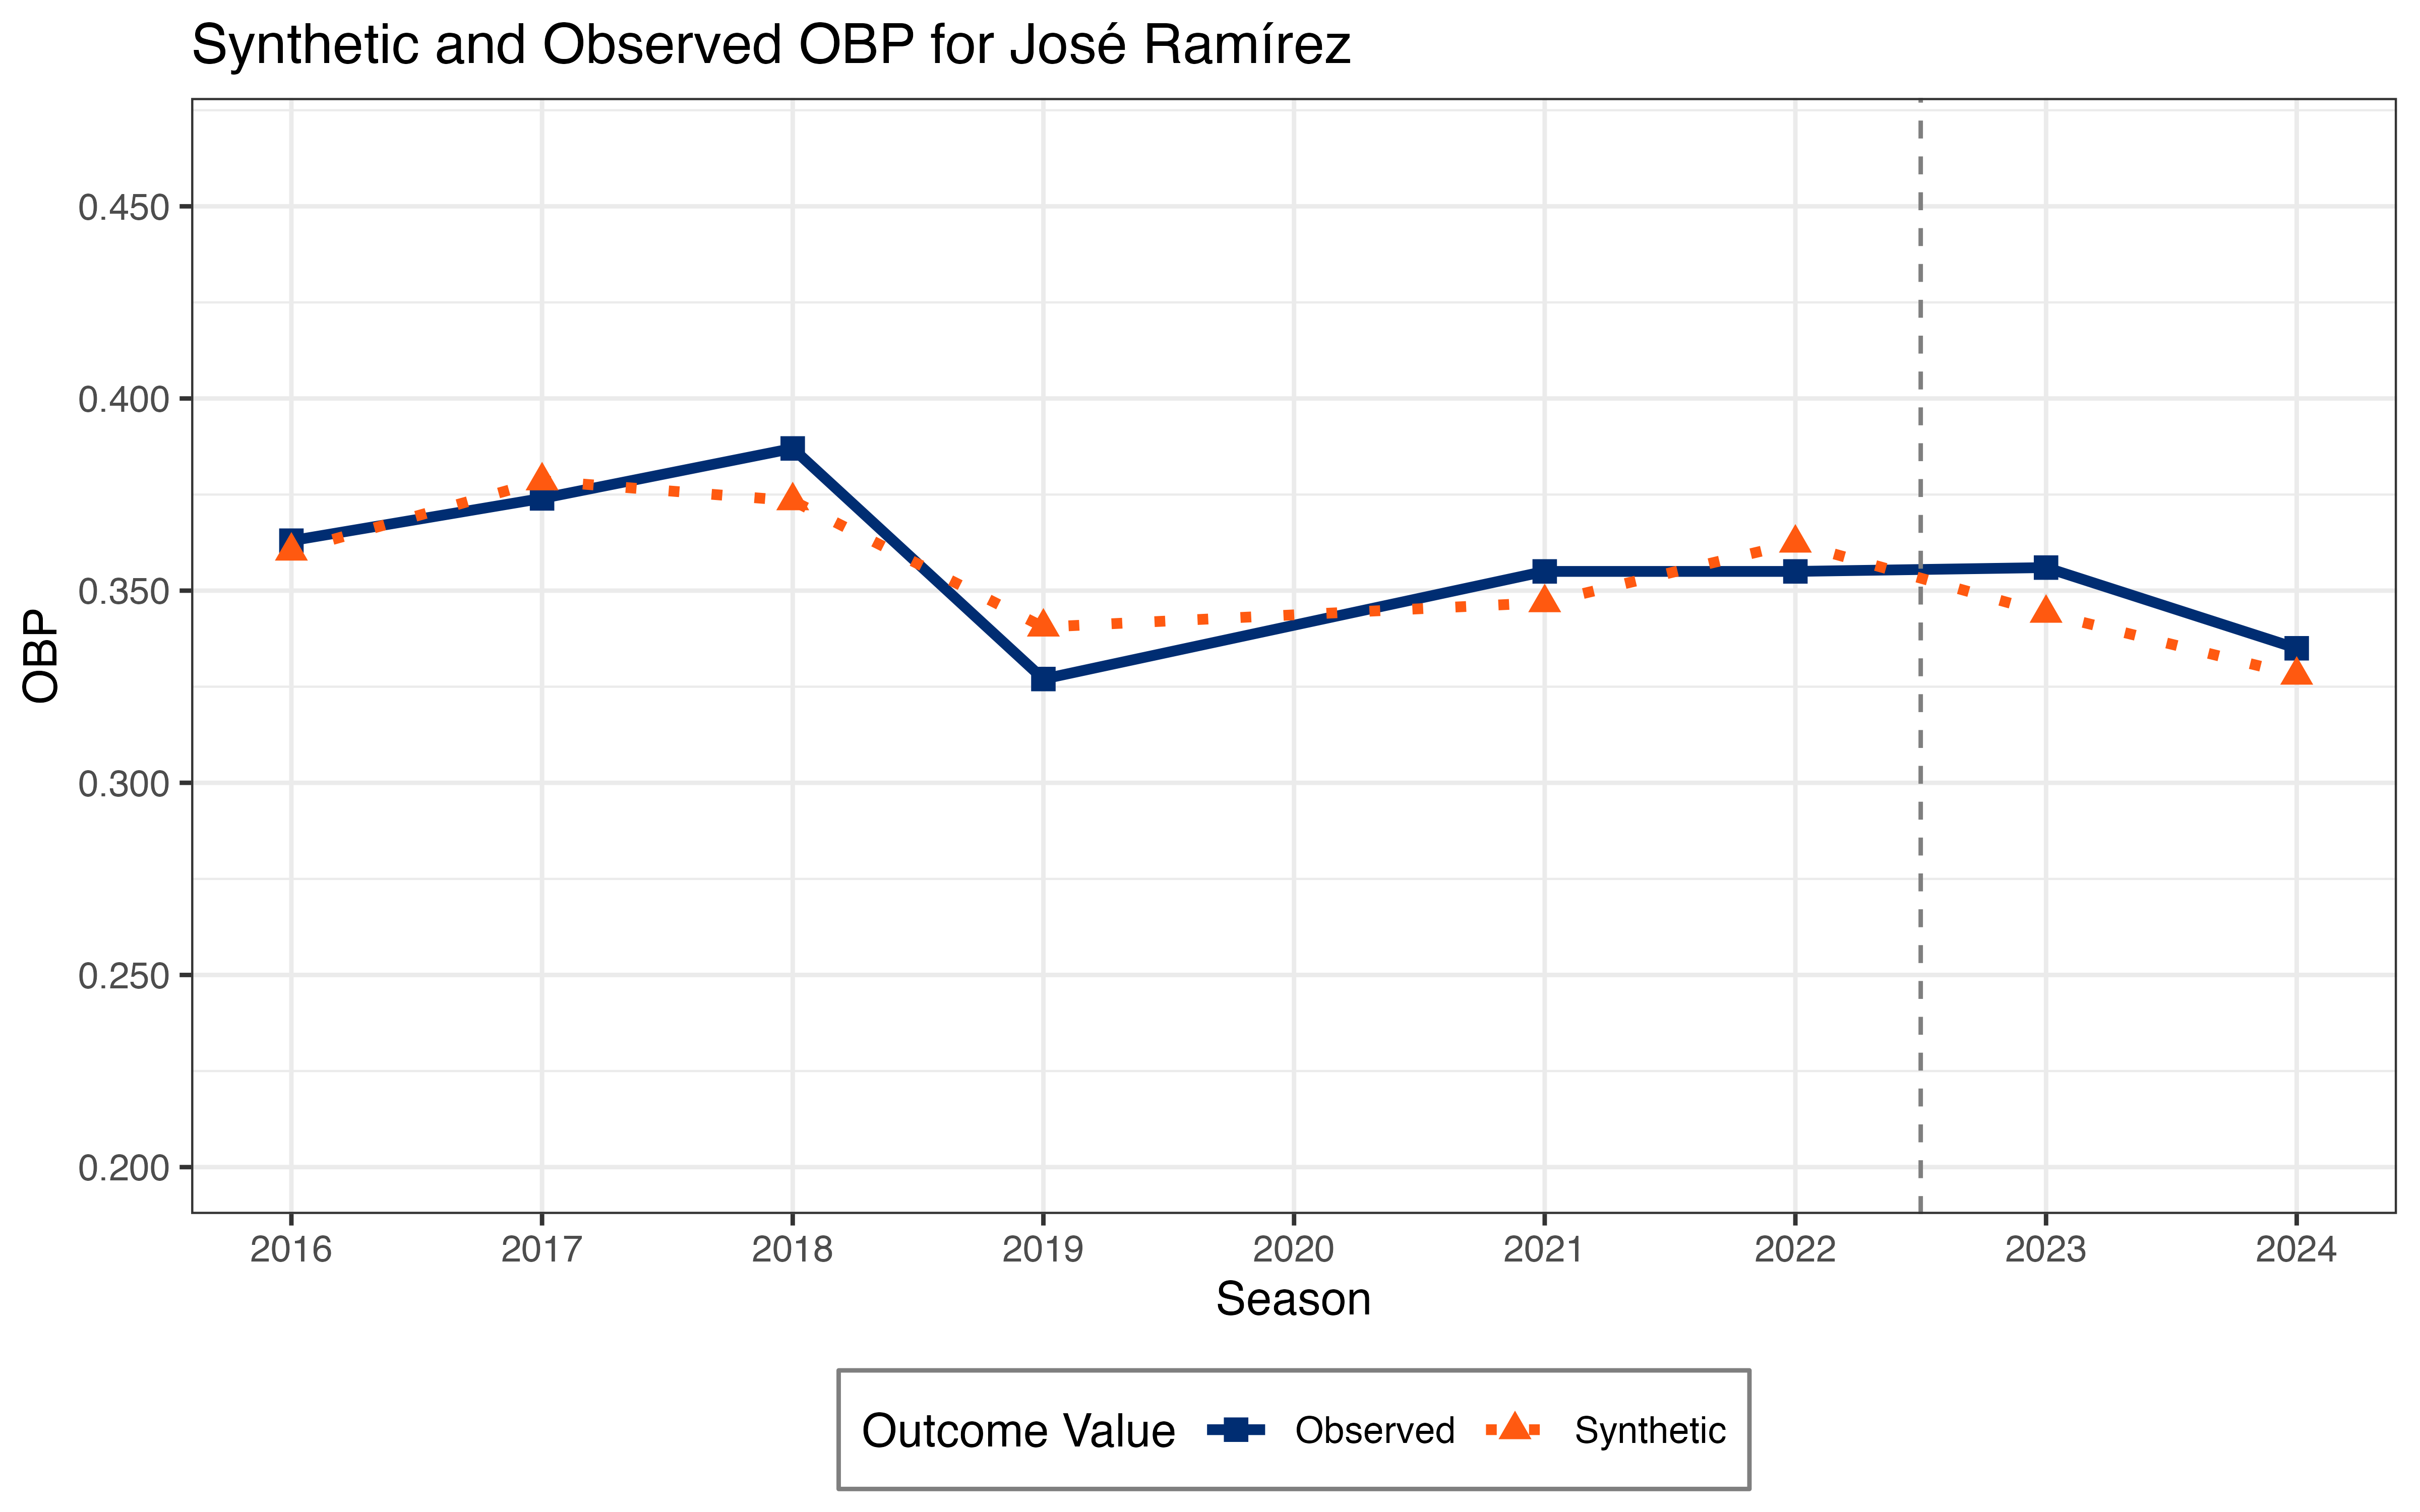 Synthetic and Observed OBP for José Ramírez
0.450
0.400
0.350
0.300
0.250
0.200
OBP
2016 2017 2018 2019 2020 2021 2022 2023 2024
Season
Outcome Value Observed Synthetic